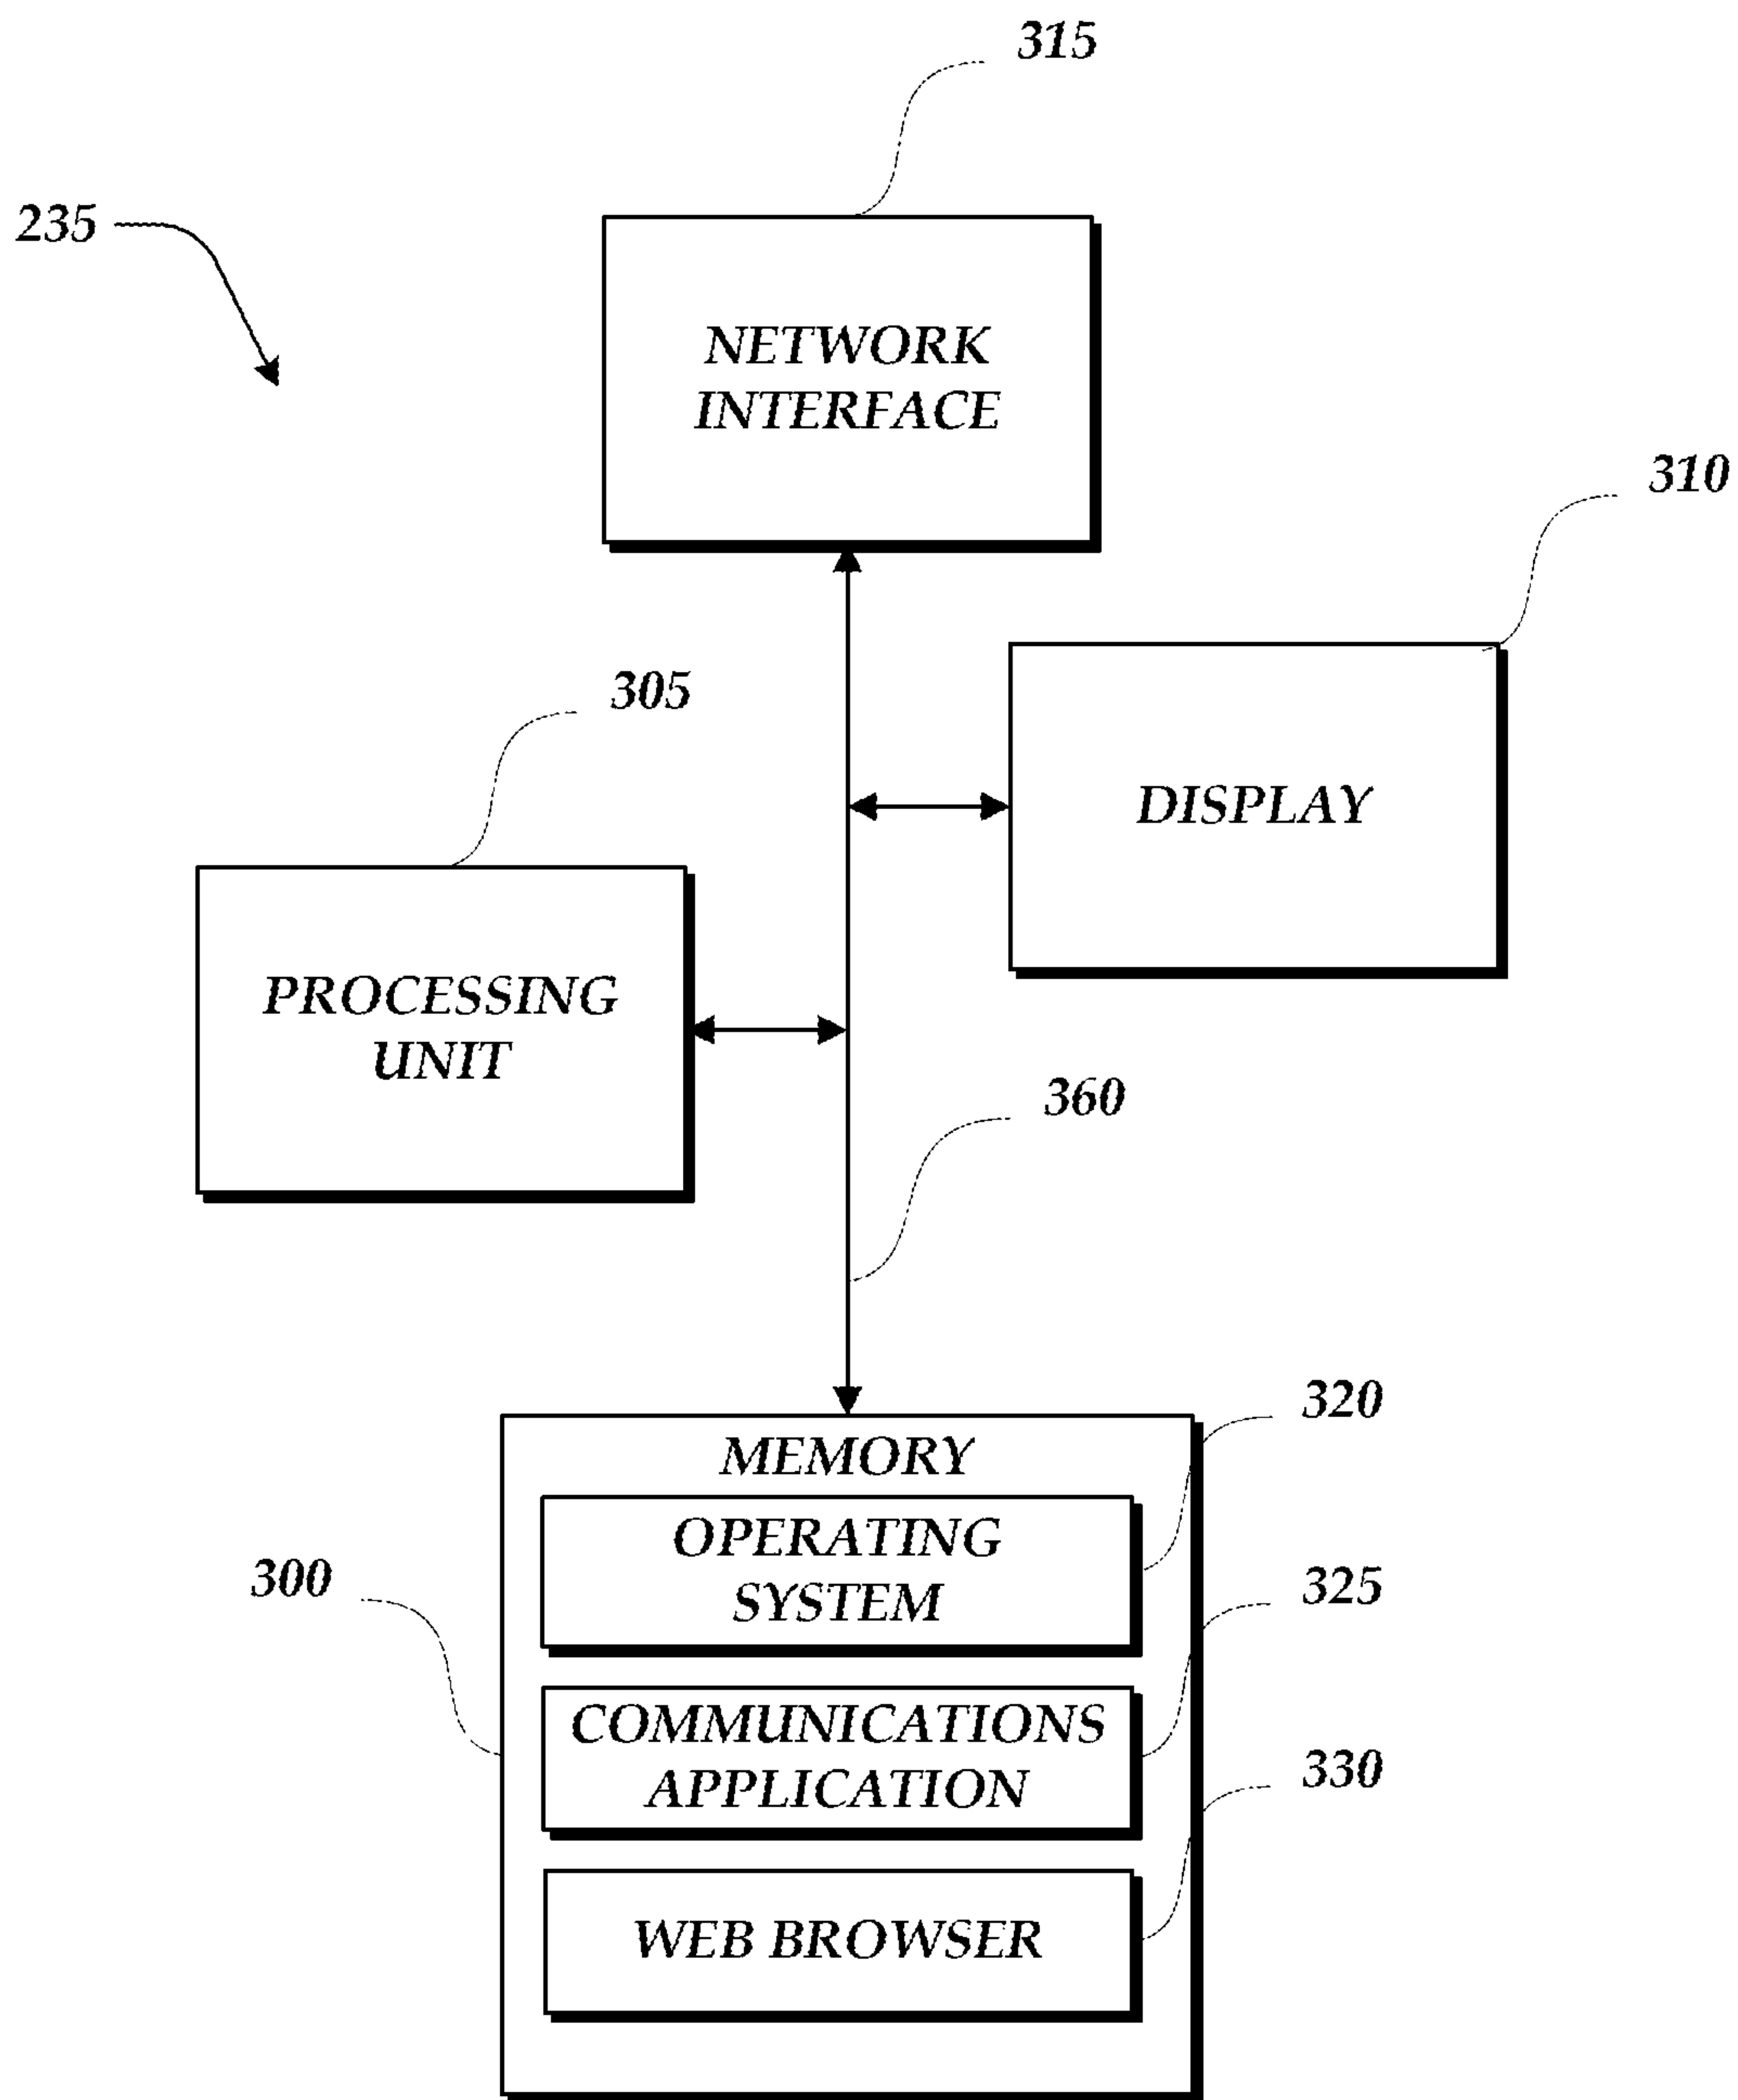 315
235
NETWORK
INTERFACE
310
305
DISPLAY
PROCESSING
UNIT
360
320
MEMORY
OPERATING
SYSTEM
300
325
COMMUNICATIONS
APPLICATION
330
WEB BROWSER